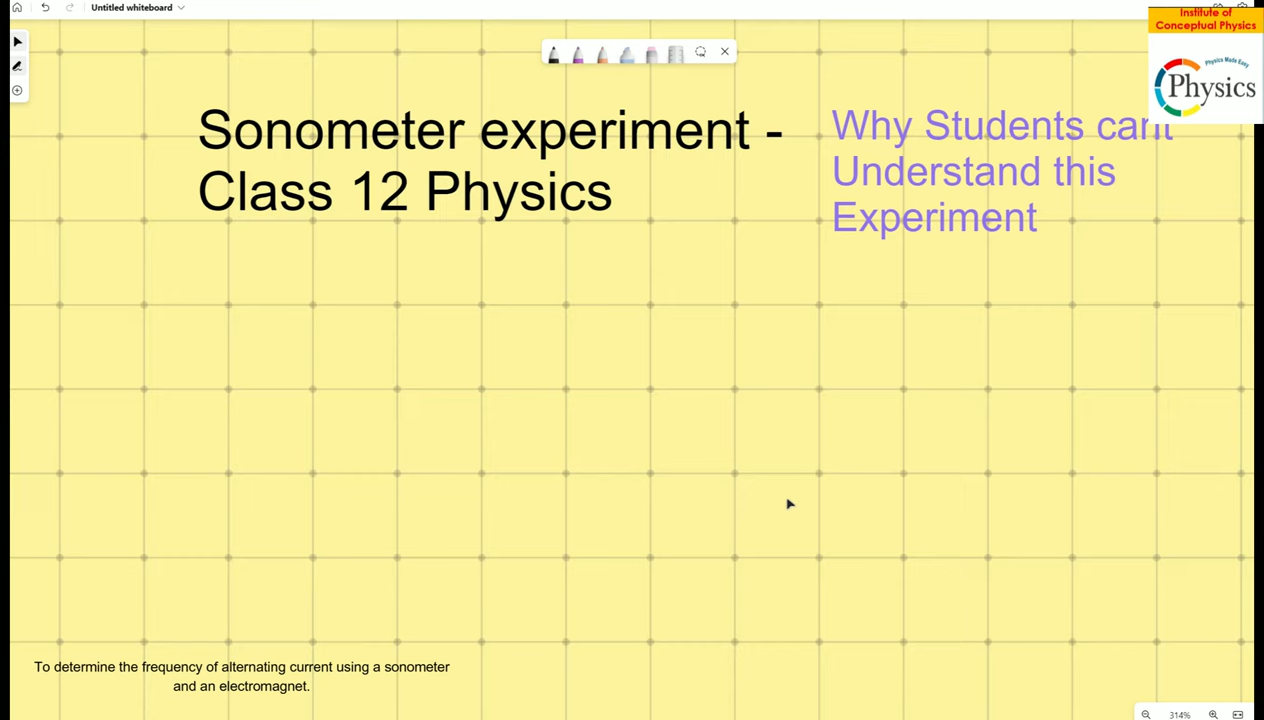 Untitled whiteboard
Institute of
Conceptual Physics
Physics Made Easy
Physics
Sonometer experiment -
Class 12 Physics
Why Students cant
Understand this
Experiment
To determine the frequency of alternating current using a sonometer
and an electromagnet.
314%